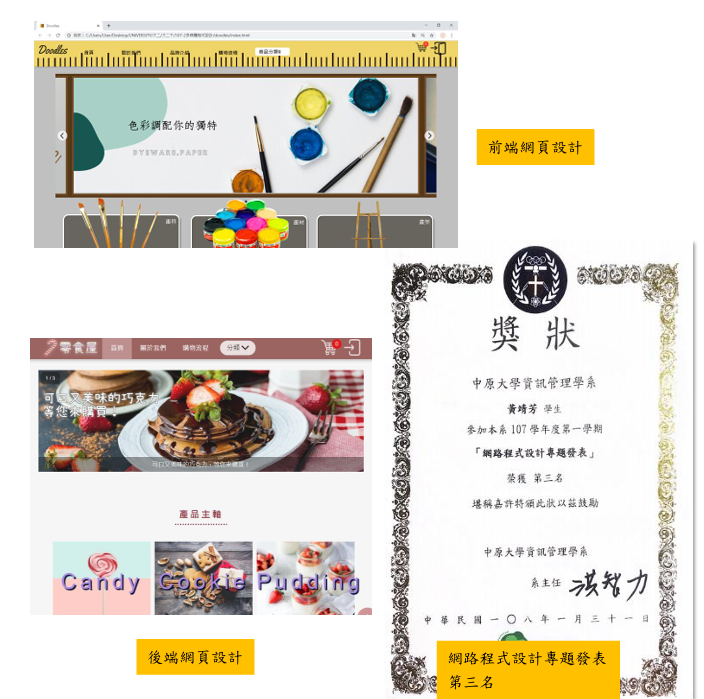 Doodles
首頁
關於我們
品牌介紹
購物流程
商品分類
色彩調配你的獨特
DYEWARE.PAPER
畫筆
畫材
畫架
前端網頁設計
零食屋
首頁
關於我們
購物流程
分類
1 / 3
可口又美味的巧克力
等您來購買!
可口又美味的巧克力,等您來購買!
產品主軸
Candy
Cookie
Pudding
後端網頁設計
獎狀
中原大學資訊管理學系
黃靖芳 學生
參加本系 107 學年度第一學期
「網路程式設計專題發表」
榮獲 第三名
堪稱嘉許特頒此狀以茲鼓勵
中原大學資訊管理學系
系主任 洪智力
中華民國一〇八年一月三十一日
網路程式設計專題發表
第三名